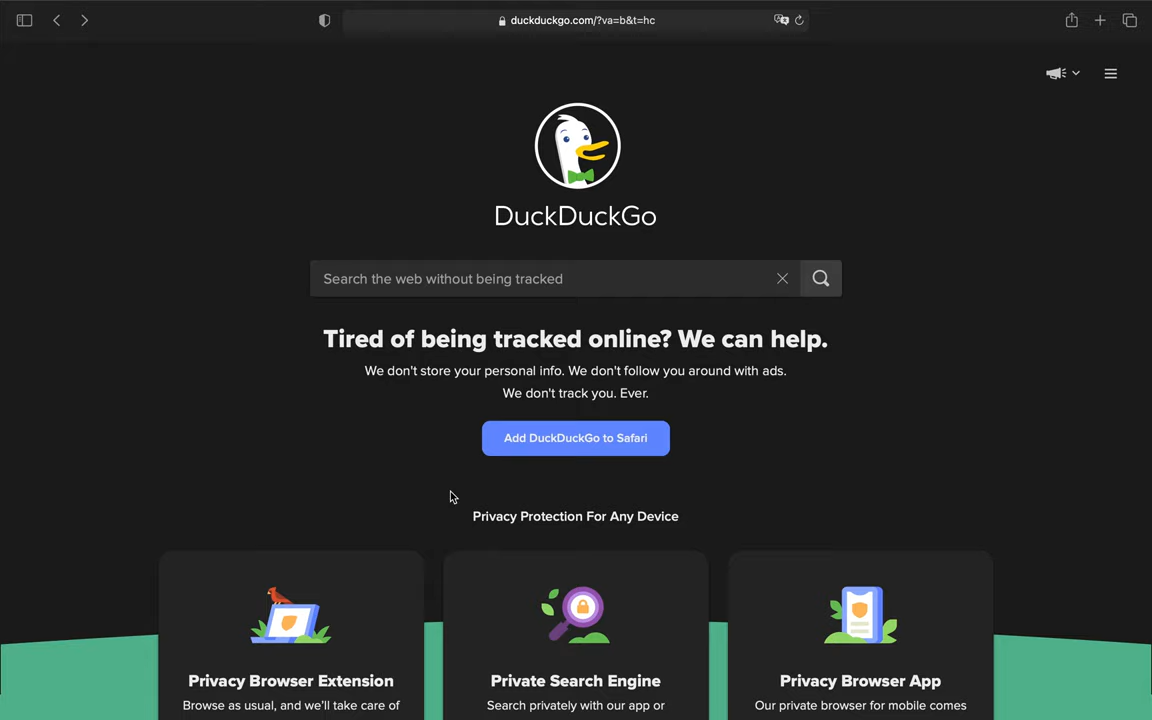 duckduckgo.com/?va=b&t=hc
DuckDuckGo
Search the web without being tracked
Tired of being tracked online? We can help.
We don't store your personal info. We don't follow you around with ads.
We don't track you. Ever.
Add DuckDuckGo to Safari
Privacy Protection For Any Device
Privacy Browser Extension
Browse as usual, and we'll take care of
Private Search Engine
Search privately with our app or
Privacy Browser App
Our private browser for mobile comes